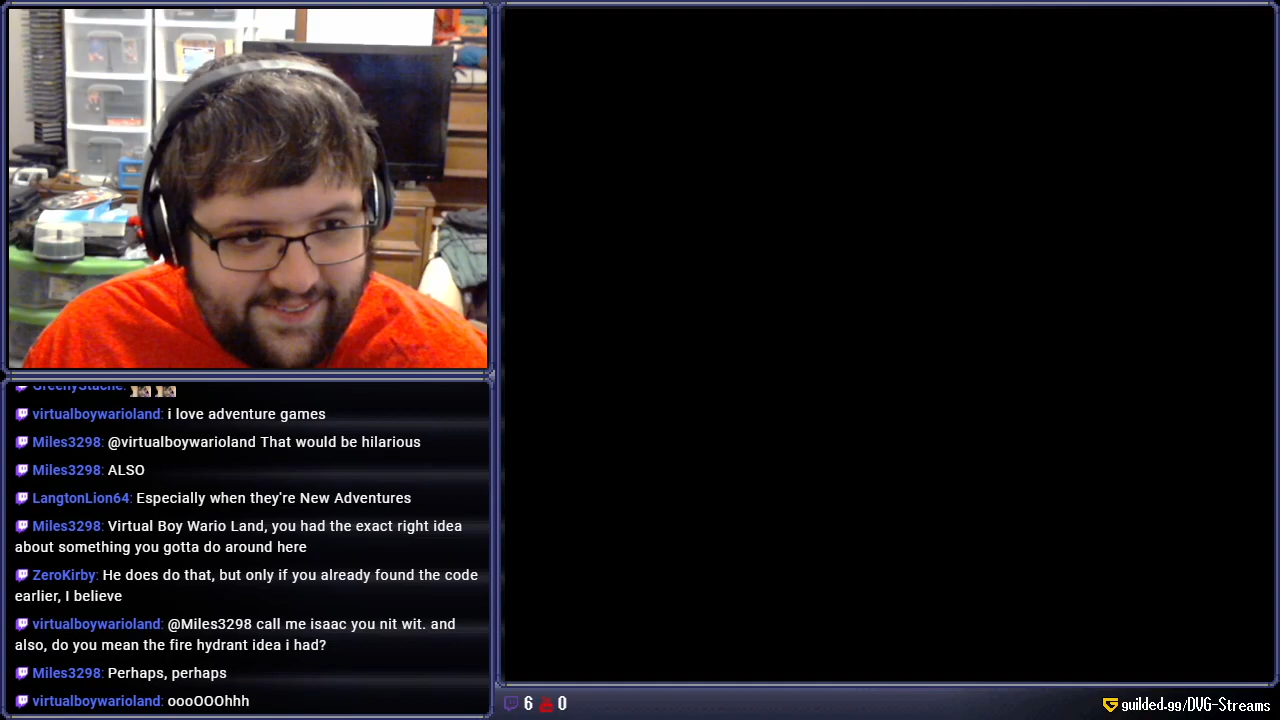 GreenyStache:
virtualboywarioland: i love adventure games
Miles3298: @virtualboywarioland That would be hilarious
Miles3298: ALSO
LangtonLion64: Especially when they're New Adventures
Miles3298: Virtual Boy Wario Land, you had the exact right idea
about something you gotta do around here
ZeroKirby: He does do that, but only if you already found the code
earlier, I believe
virtualboywarioland: @Miles3298 call me isaac you nit wit. and
also, do you mean the fire hydrant idea i had?
Miles3298: Perhaps, perhaps
virtualboywarioland: oooOOOhhh
6 0
guilded.gg/DVG-Streams